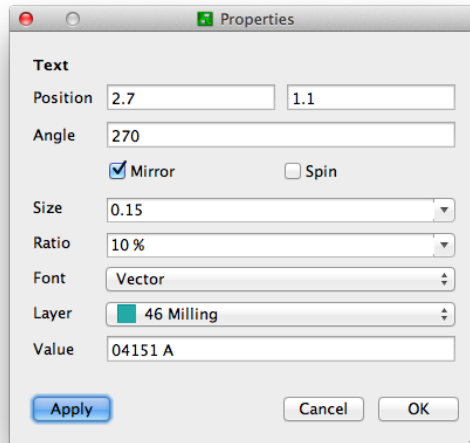 Properties
Text
Position 2.7 1.1
Angle 270
Mirror Spin
Size 0.15
Ratio 10 %
Font Vector
Layer 46 Milling
Value 04151 A
Apply Cancel OK